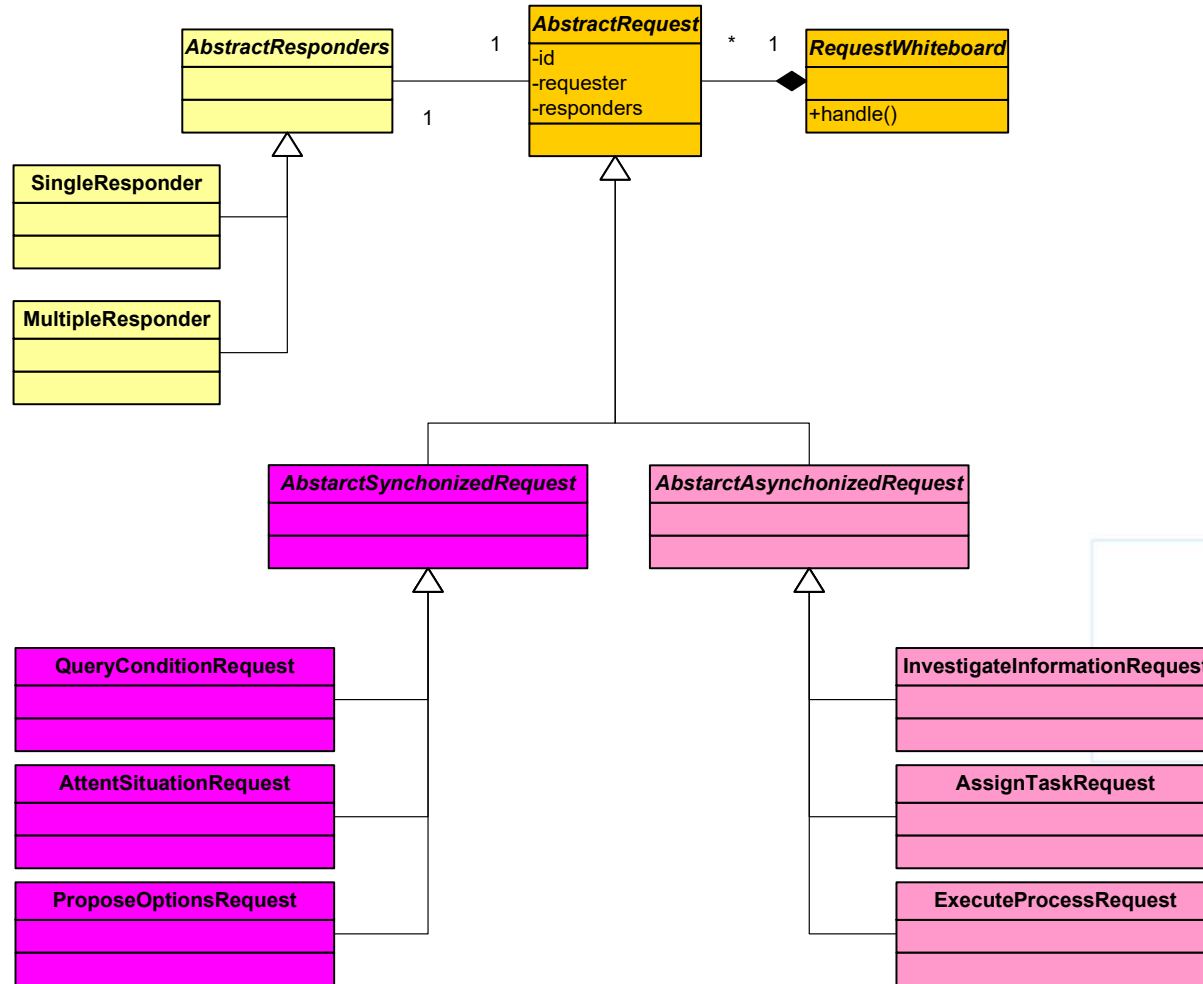 AbstractRequest
-id
-requester
-responders
AbstractResponders
1
1
*
1
RequestWhiteboard
+handle()
SingleResponder
MultipleResponder
AbstarctSynchonizedRequest
AbstarctAsynchonizedRequest
QueryConditionRequest
AttentSituationRequest
ProposeOptionsRequest
InvestigateInformationRequest
AssignTaskRequest
ExecuteProcessRequest